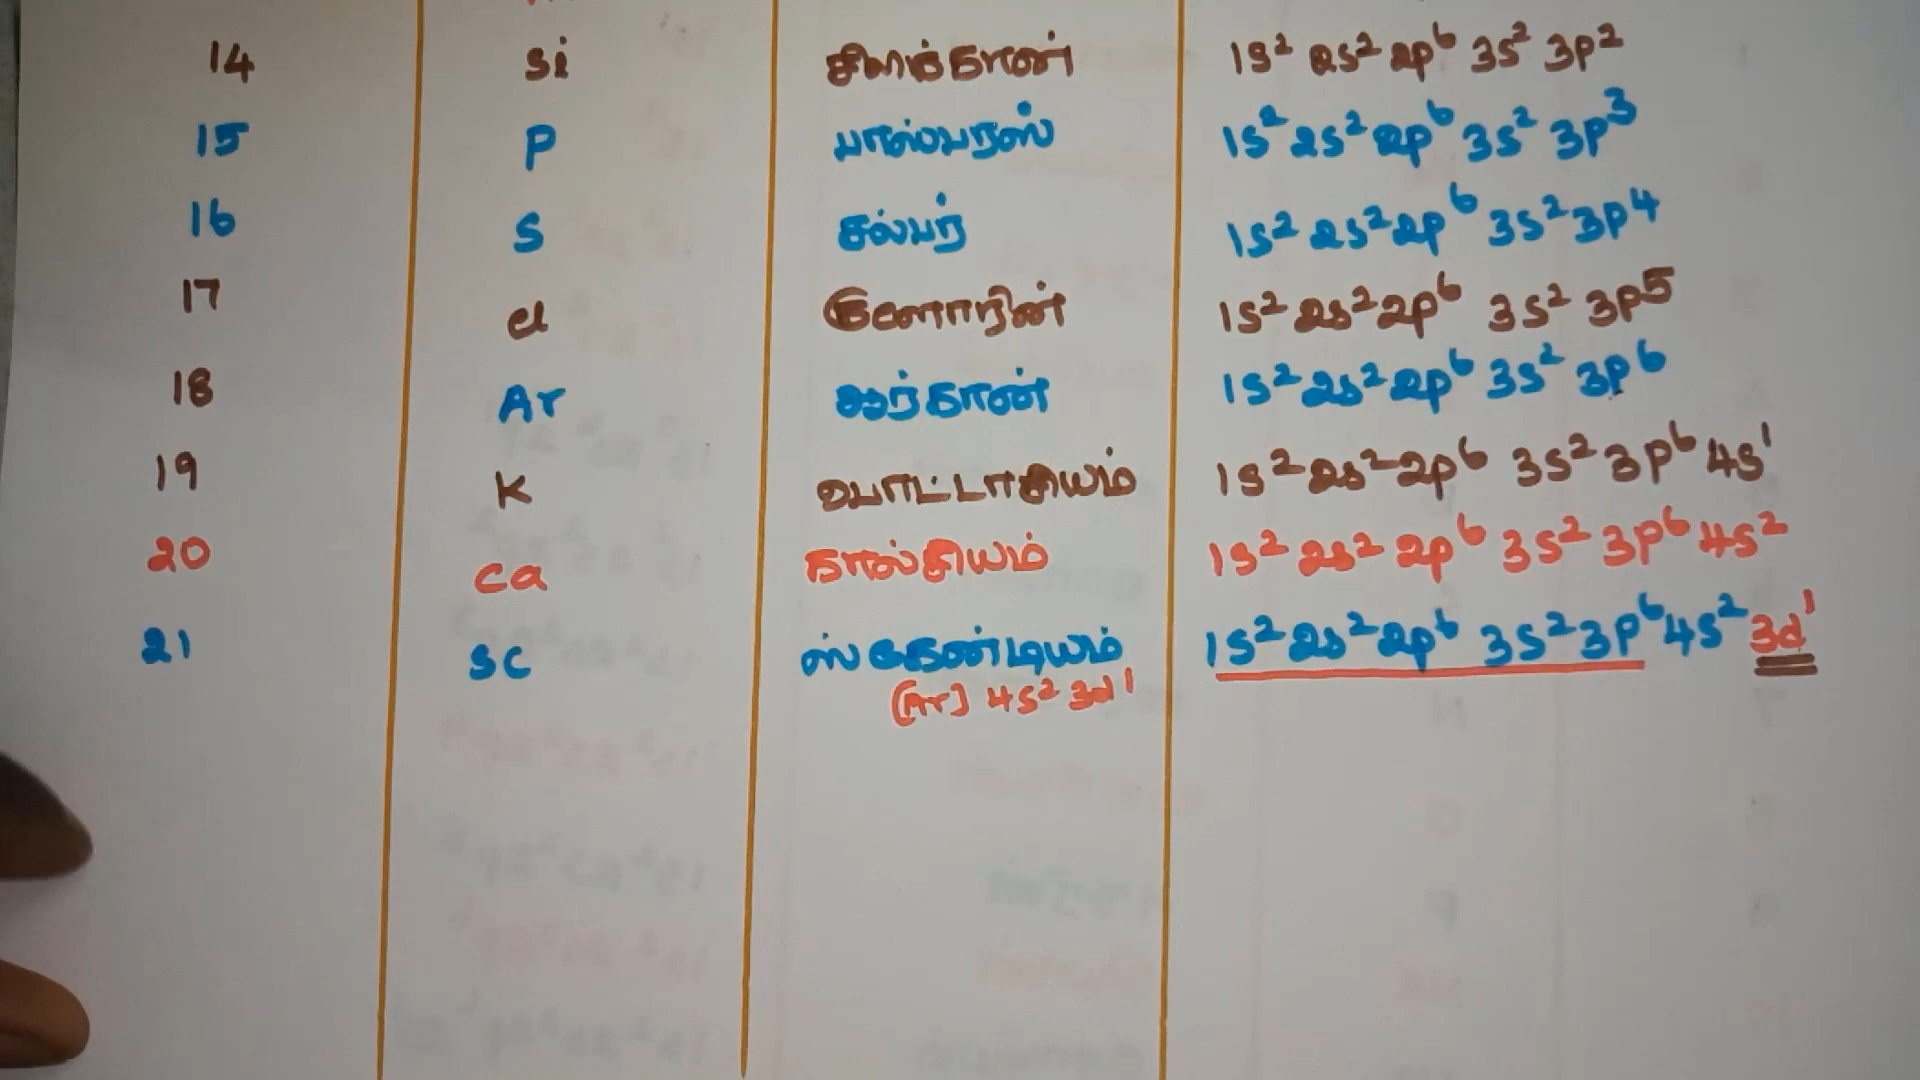 14 Si சிலிக்கான் 1s² 2s² 2p⁶ 3s² 3p²
15 P பாஸ்பரஸ் 1s² 2s² 2p⁶ 3s² 3p³
16 S சல்பர் 1s² 2s² 2p⁶ 3s² 3p⁴
17 Cl குளோரின் 1s² 2s² 2p⁶ 3s² 3p⁵
18 Ar ஆர்கான் 1s² 2s² 2p⁶ 3s² 3p⁶
19 K பொட்டாசியம் 1s² 2s² 2p⁶ 3s² 3p⁶ 4s¹
20 Ca கால்சியம் 1s² 2s² 2p⁶ 3s² 3p⁶ 4s²
21 Sc ஸ்கேண்டியம் 1s² 2s² 2p⁶ 3s² 3p⁶ 4s² 3d¹
[Ar] 4s² 3d¹